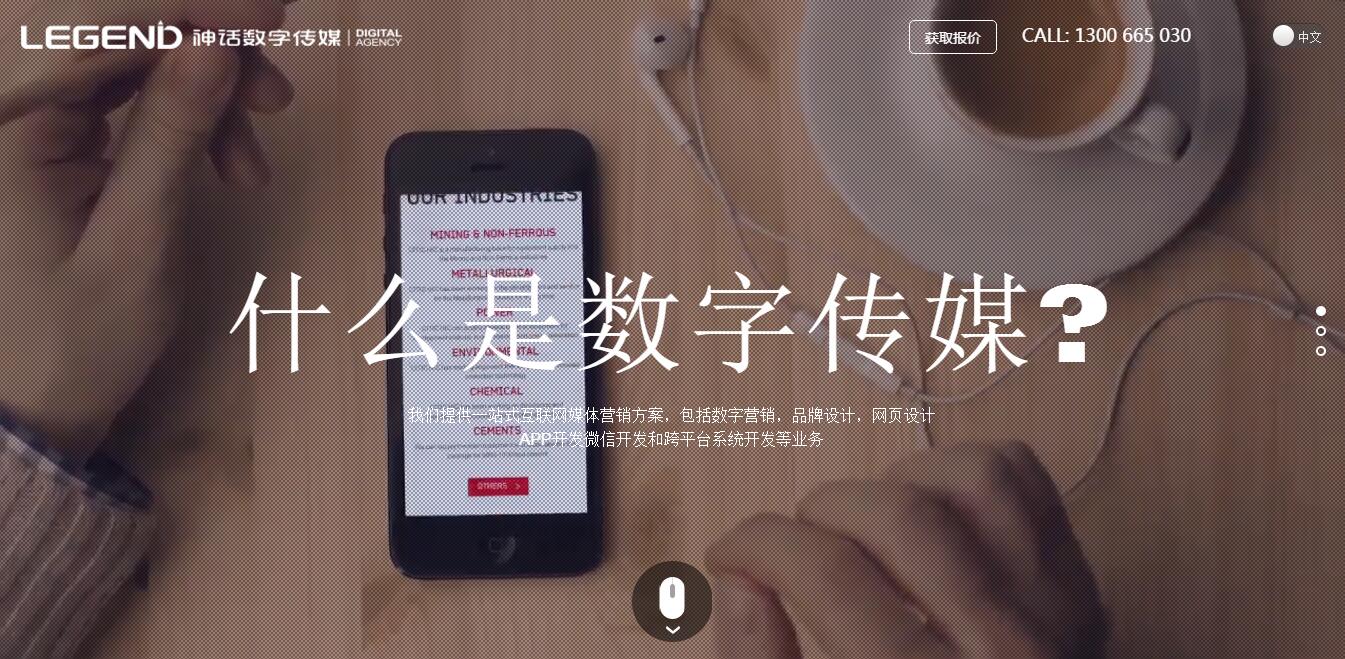 LEGEND 神话数字传媒 | DIGITAL AGENCY
获取报价
CALL: 1300 665 030
中文
OUR INDUSTRIES
MINING & NON-FERROUS
METALLURGICAL
POWER
什么是数字传媒?
ENVIRONMENTAL
CHEMICAL
我们提供一站式互联网媒体营销方案，包括数字营销，品牌设计，网页设计
CEMENTS
APP开发微信开发和跨平台系统开发等业务
OTHERS >